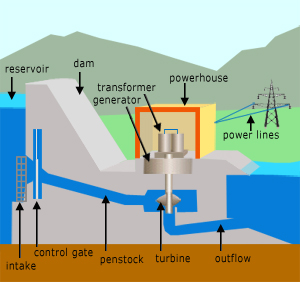 reservoir
dam
powerhouse
transformer
generator
power lines
control gate
intake
penstock
turbine
outflow